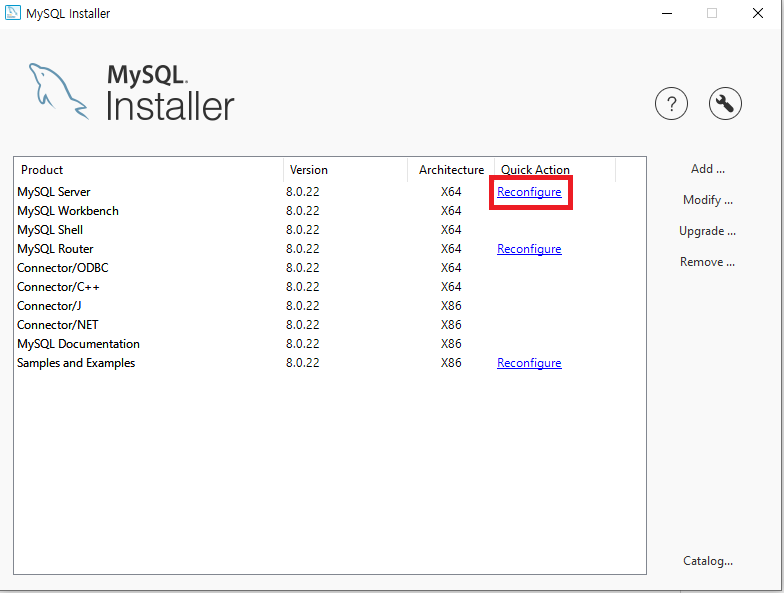 MySQL Installer
MySQL.
Installer
?
Product Version Architecture Quick Action
MySQL Server 8.0.22 X64 Reconfigure
MySQL Workbench 8.0.22 X64
MySQL Shell 8.0.22 X64
MySQL Router 8.0.22 X64 Reconfigure
Connector/ODBC 8.0.22 X64
Connector/C++ 8.0.22 X64
Connector/J 8.0.22 X86
Connector/NET 8.0.22 X86
MySQL Documentation 8.0.22 X86
Samples and Examples 8.0.22 X86 Reconfigure
Add ...
Modify ...
Upgrade ...
Remove ...
Catalog...